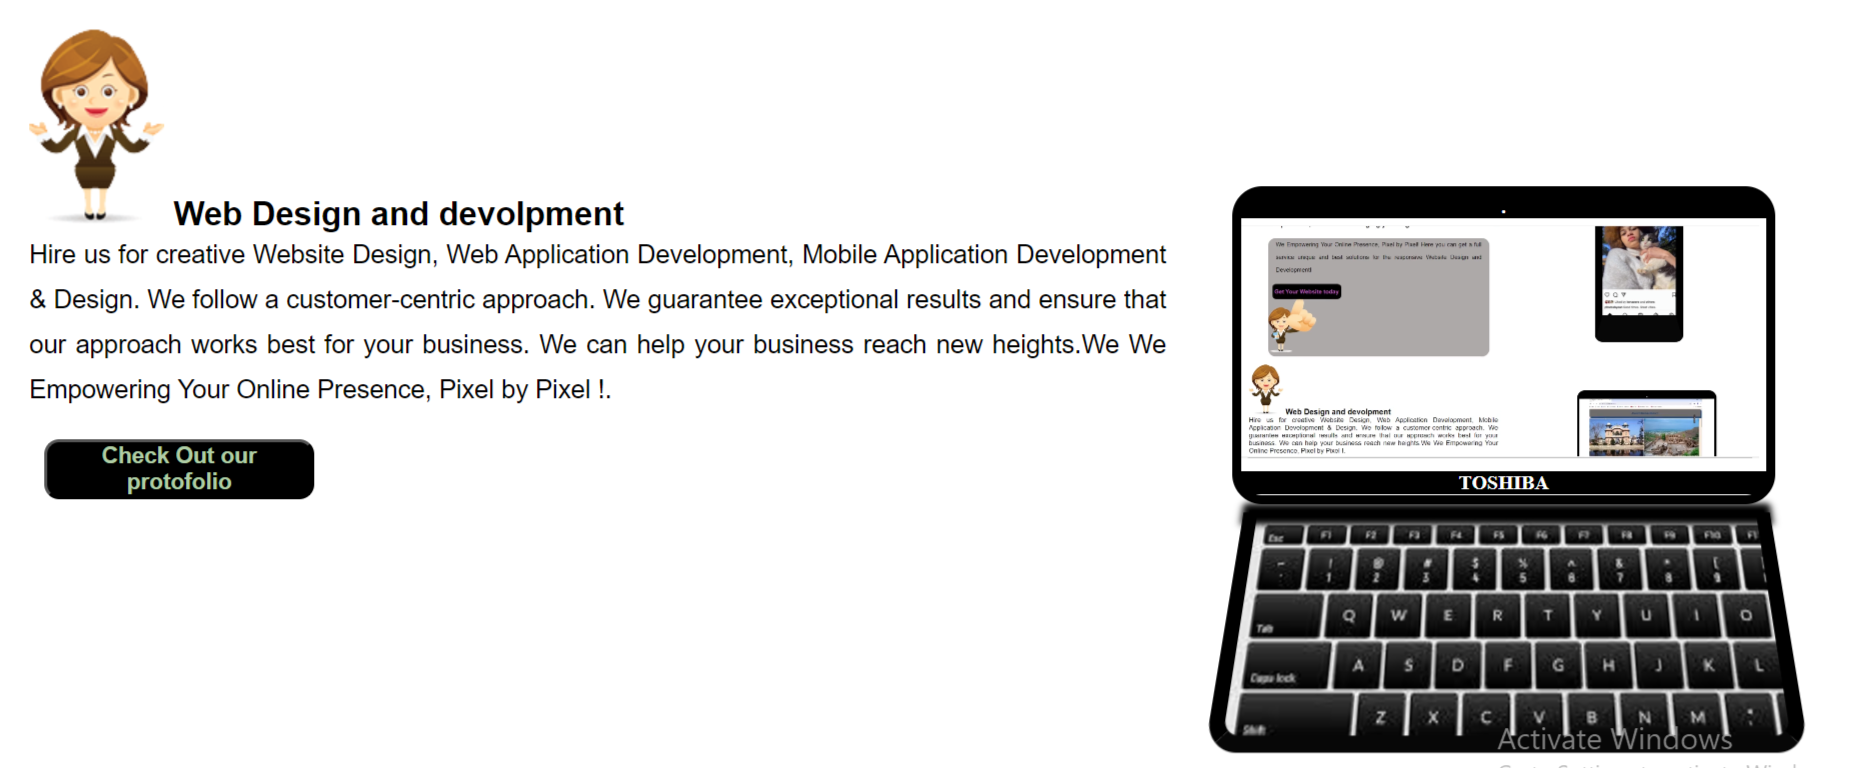 Web Design and devolpment
Hire us for creative Website Design, Web Application Development, Mobile Application Development
& Design. We follow a customer-centric approach. We guarantee exceptional results and ensure that
our approach works best for your business. We can help your business reach new heights.We We
Empowering Your Online Presence, Pixel by Pixel !.
Check Out our
protofolio
We Empowering Your Online Presence, Pixel by Pixel! Here you can get a full
service unique and best solutions for the responsive Website Design and
Development!
Get Your Website today
Web Design and devolpment
Hire us for creative Website Design, Web Application Development, Mobile
Application Development & Design. We follow a customer-centric approach. We
guarantee exceptional results and ensure that our approach works best for your
business. We can help your business reach new heights.We We Empowering Your
Online Presence, Pixel by Pixel !.
TOSHIBA
Esc F1 F2 F3 F4 F5 F6 F7 F8 F9 F10
! @ # $ % ^ & *
1 2 3 4 5 6 7 8 9
Tab Q W E R T Y U I O
Caps lock A S D F G H J K L
Shift Z X C V B N M
Activate Windows